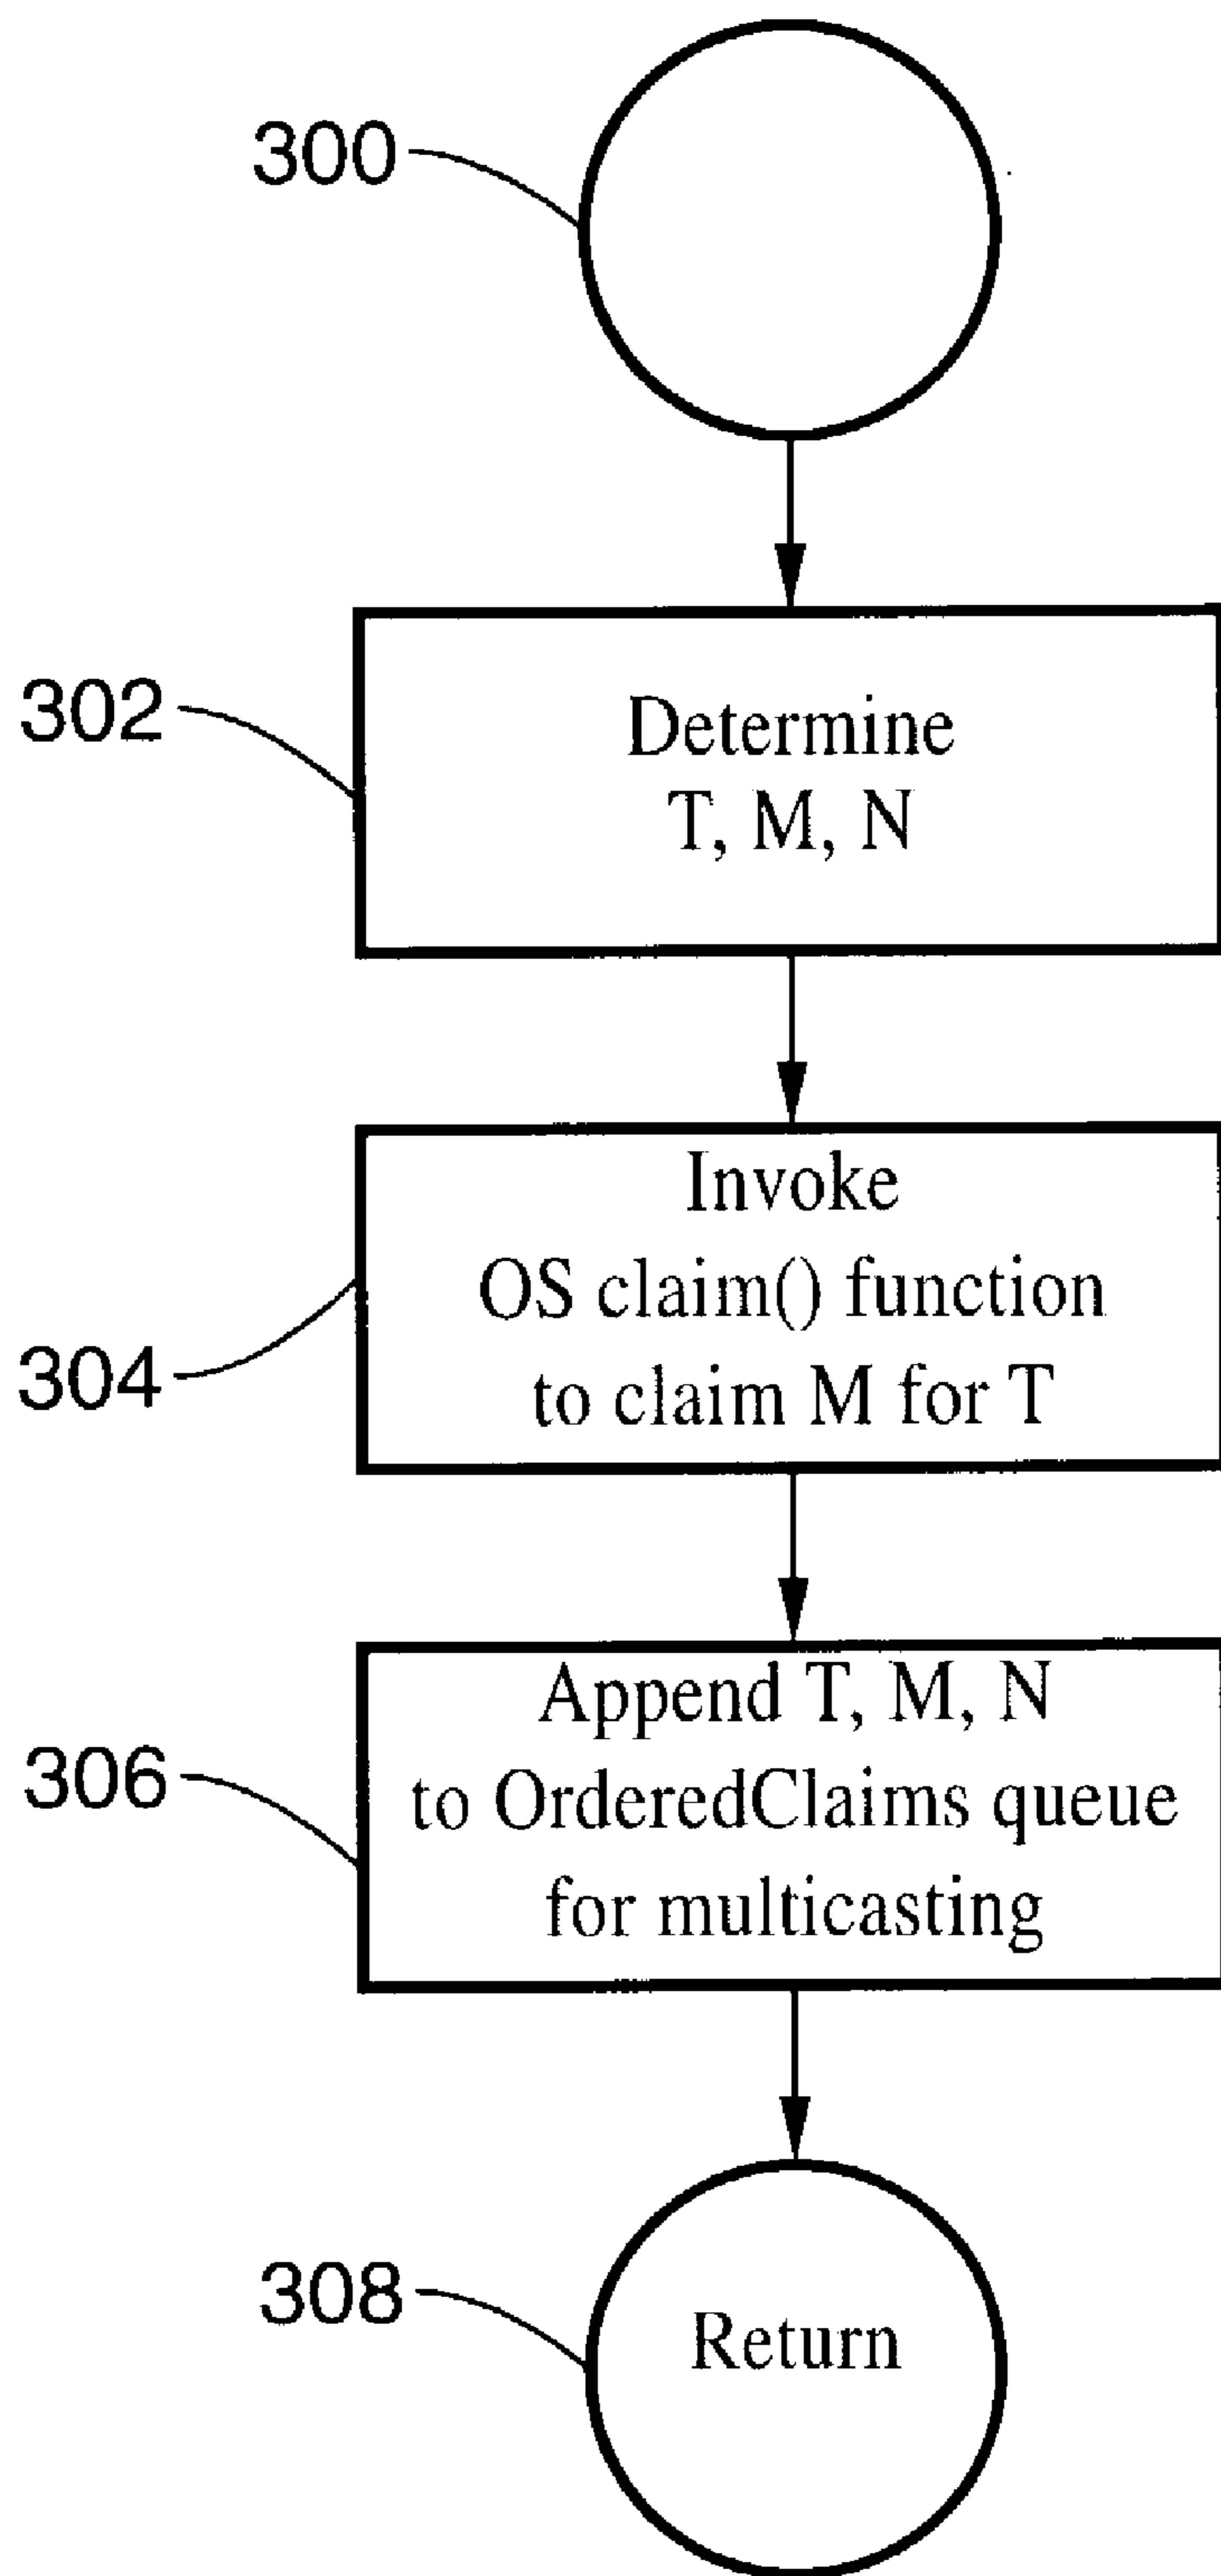 300
302
Determine
T, M, N
304
Invoke
OS claim() function
to claim M for T
306
Append T, M, N
to OrderedClaims queue
for multicasting
308
Return